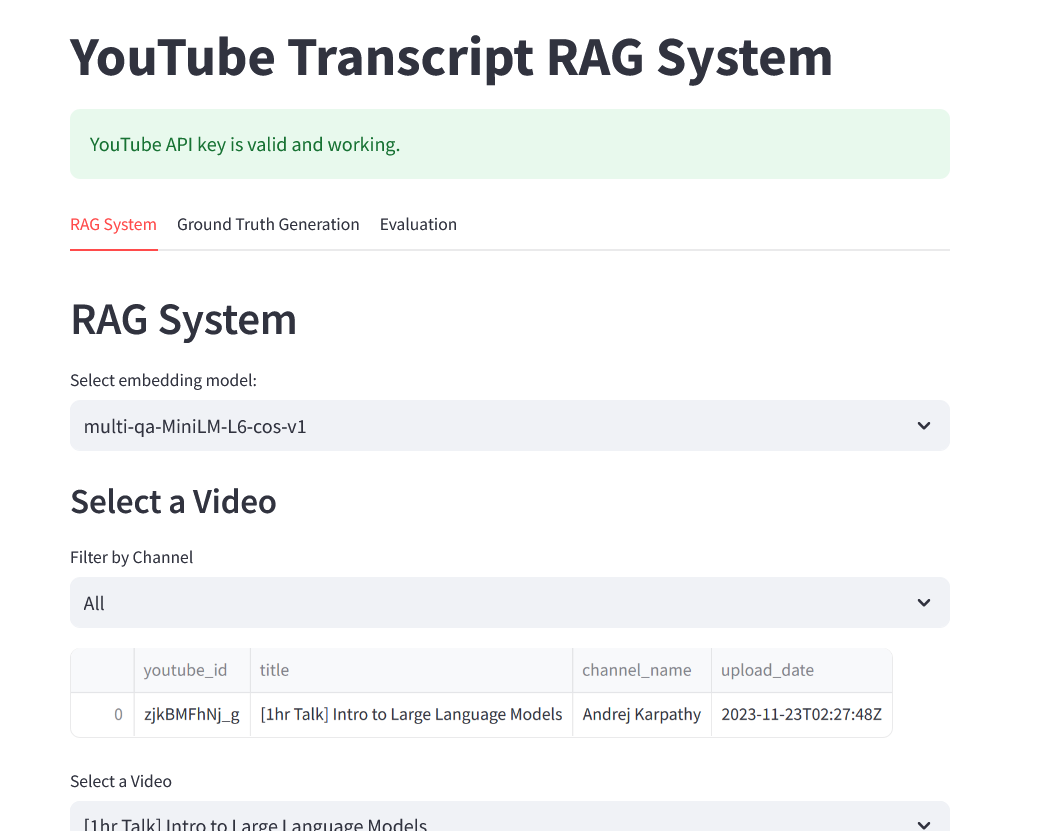 YouTube Transcript RAG System
YouTube API key is valid and working.
RAG System Ground Truth Generation Evaluation
RAG System
Select embedding model:
multi-qa-MiniLM-L6-cos-v1
Select a Video
Filter by Channel
All
youtube_id title channel_name upload_date
0 zjkBMFhNj_g [1hr Talk] Intro to Large Language Models Andrej Karpathy 2023-11-23T02:27:48Z
Select a Video
[1hr Talk] Intro to Large Language Models